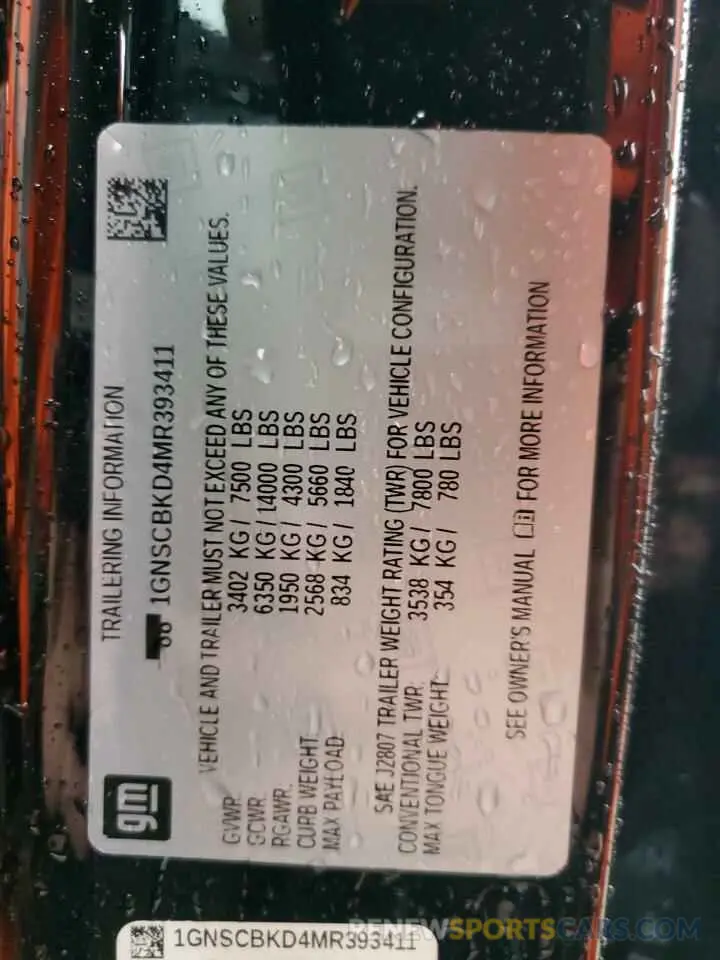 TRAILERING INFORMATION
1GNSCBKD4MR393411
VEHICLE AND TRAILER MUST NOT EXCEED ANY OF THESE VALUES.
GVWR: 3402 KG / 7500 LBS
GCWR: 6350 KG / 14000 LBS
RGAWR: 1950 KG / 4300 LBS
CURB WEIGHT: 2568 KG / 5660 LBS
MAX PAYLOAD: 834 KG / 1840 LBS
SAE J2807 TRAILER WEIGHT RATING (TWR) FOR VEHICLE CONFIGURATION.
CONVENTIONAL TWR: 3538 KG / 7800 LBS
MAX TONGUE WEIGHT: 354 KG / 780 LBS
SEE OWNER'S MANUAL FOR MORE INFORMATION
gm
1GNSCBKD4MR393411
RENEWSPORTSCARS.COM